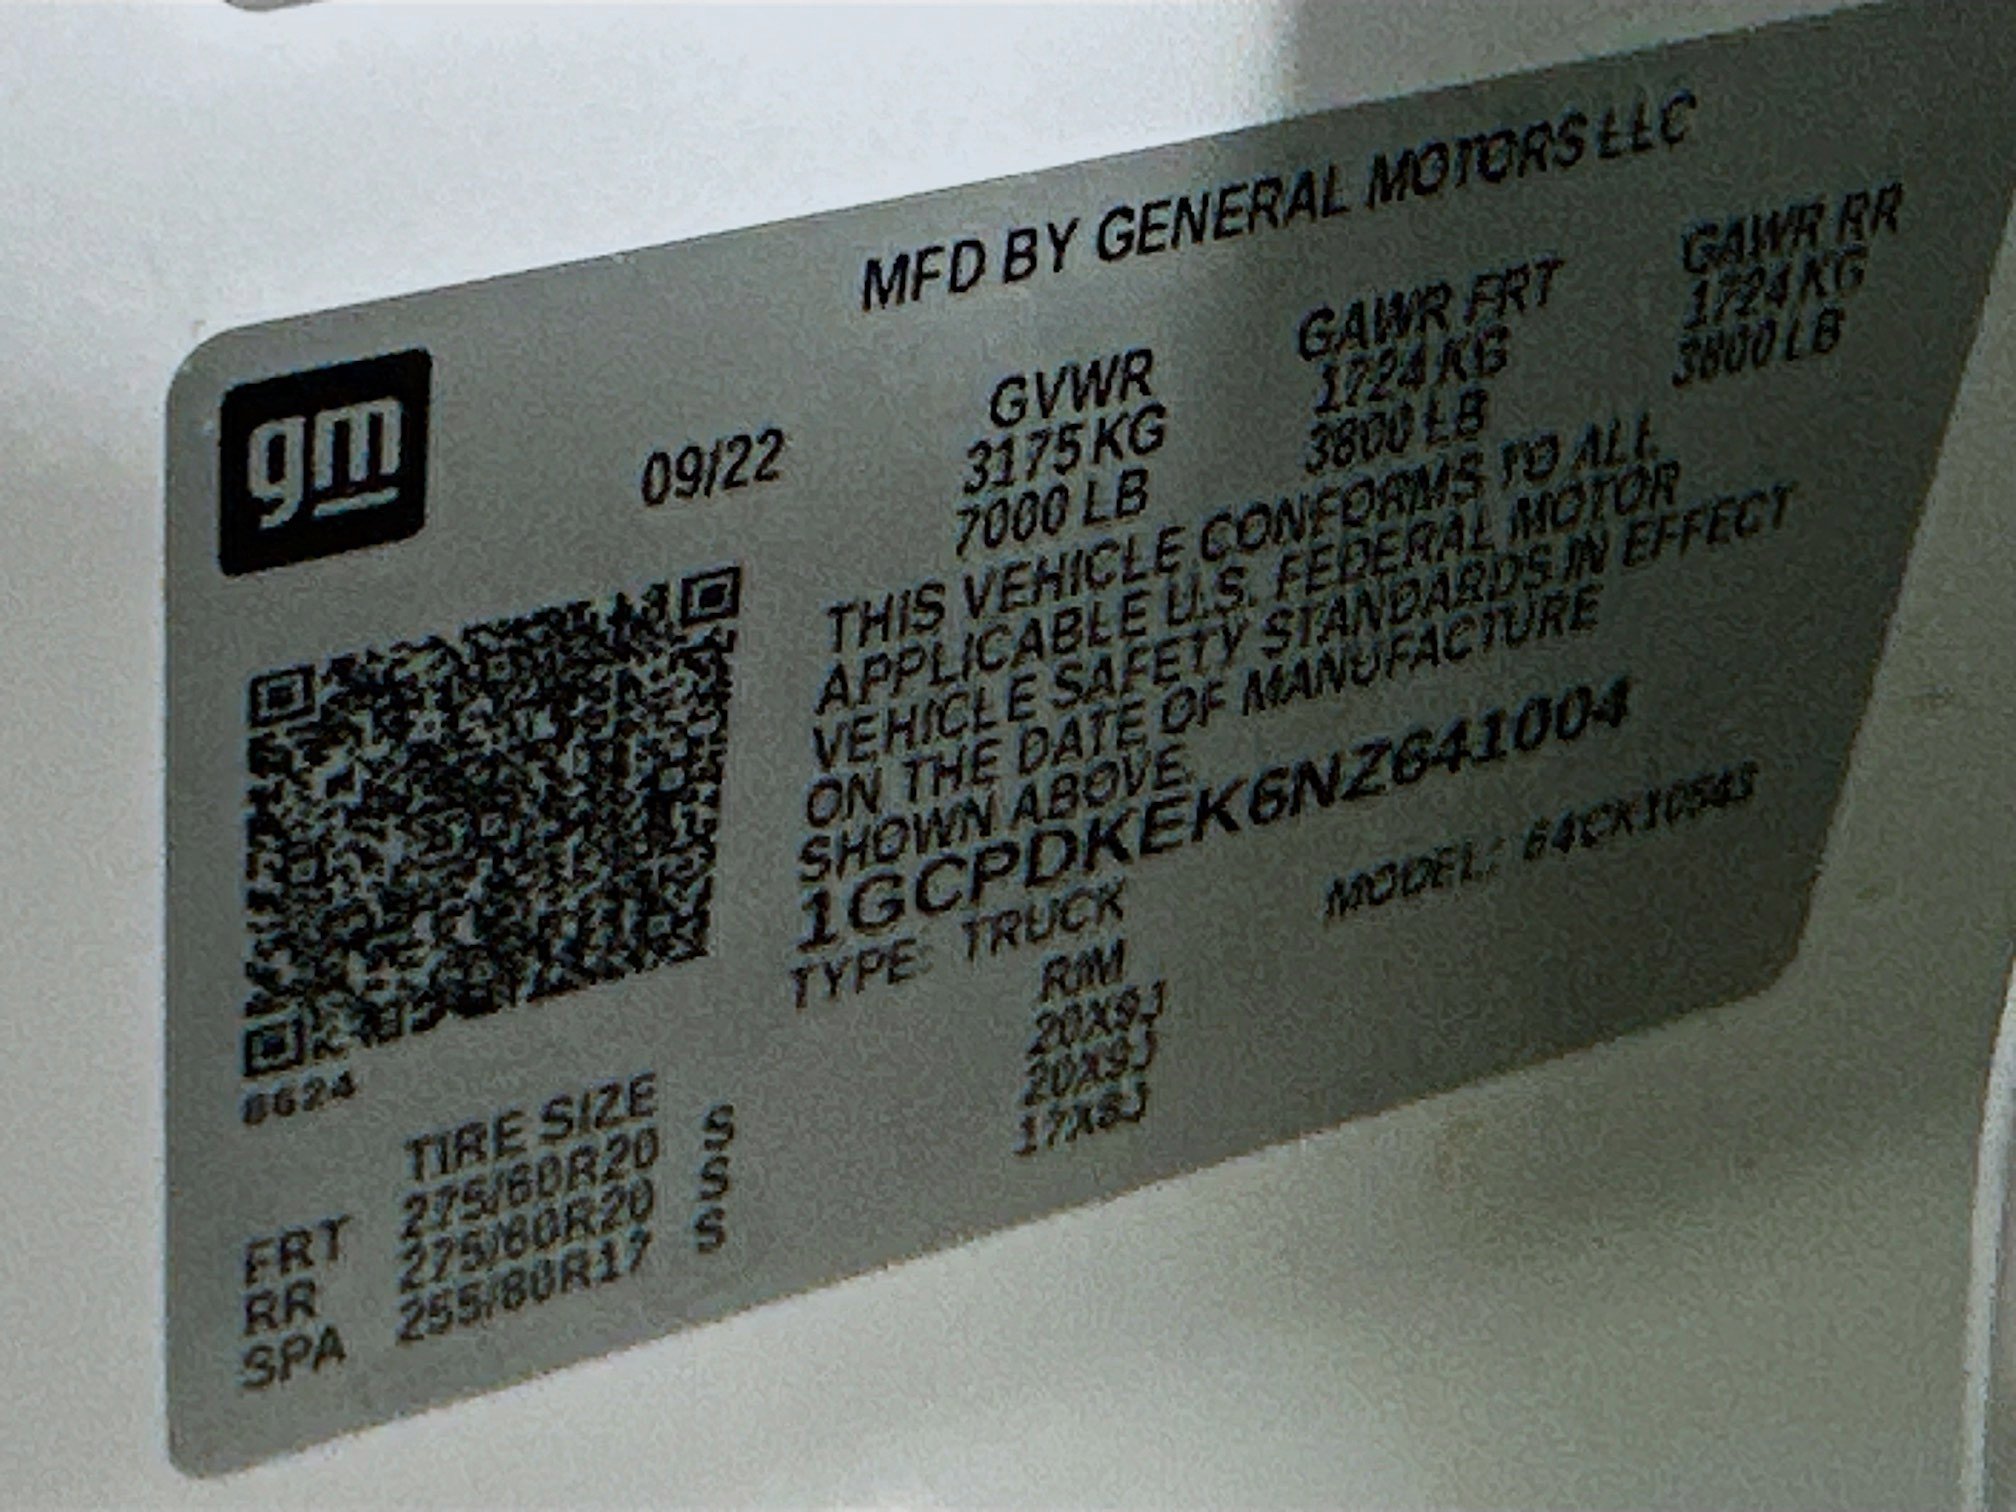 MFD BY GENERAL MOTORS LLC
gm
09/22
GVWR GAWR FRT GAWR RR
3175 KG 1724 KG 1724 KG
7000 LB 3800 LB 3800 LB
THIS VEHICLE CONFORMS TO ALL
APPLICABLE U.S. FEDERAL MOTOR
VEHICLE SAFETY STANDARDS IN EFFECT
ON THE DATE OF MANUFACTURE
SHOWN ABOVE.
1GCPDKEK6NZ641004
TYPE: TRUCK MODEL:
8624
TIRE SIZE RIM
FRT 275/60R20 S 20X9J
RR 275/60R20 S 20X9J
SPA 255/80R17 S 17X8J